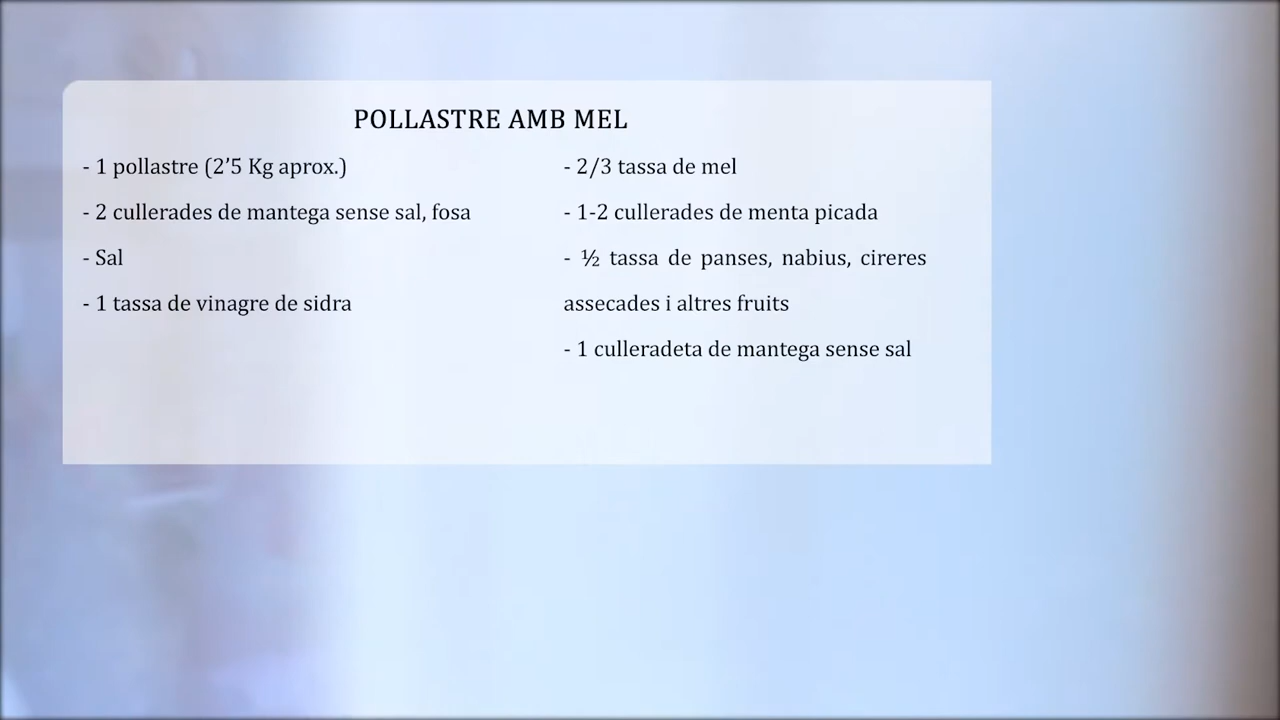 POLLASTRE AMB MEL
- 1 pollastre (2’5 Kg aprox.)
- 2 cullerades de mantega sense sal, fosa
- Sal
- 1 tassa de vinagre de sidra
- 2/3 tassa de mel
- 1-2 cullerades de menta picada
- ½ tassa de panses, nabius, cireres
assecades i altres fruits
- 1 culleradeta de mantega sense sal